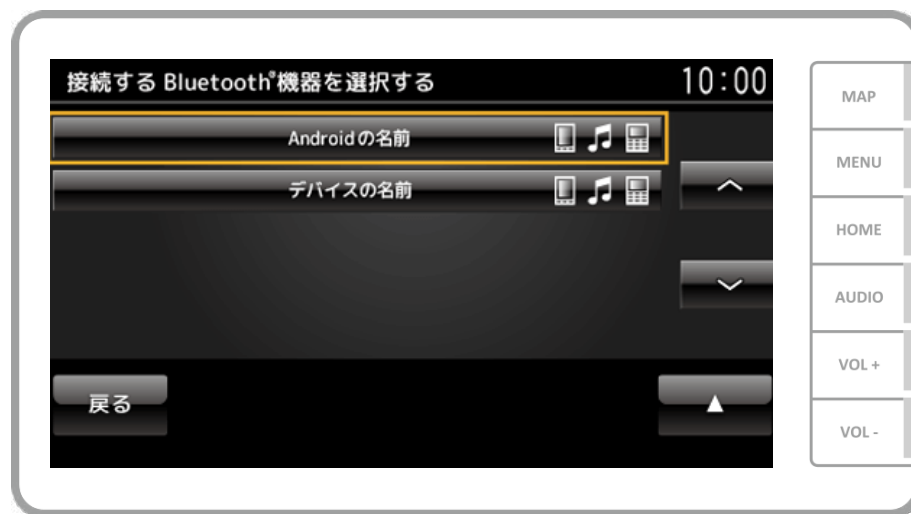 接続する Bluetooth®機器を選択する
10:00
Androidの名前
デバイスの名前
戻る
▲
MAP
MENU
HOME
AUDIO
VOL +
VOL -